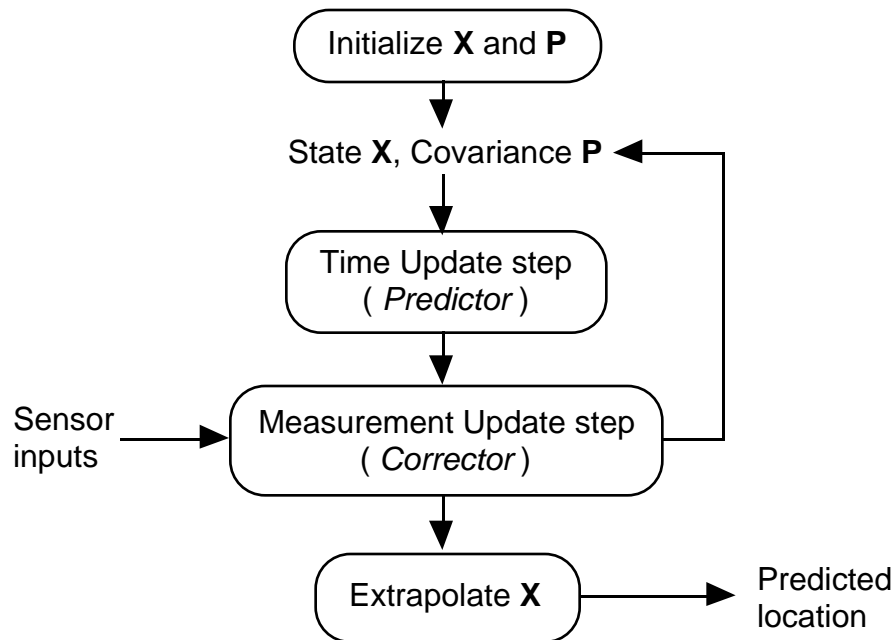 Initialize X and P
State X, Covariance P
Time Update step
( Predictor )
Sensor
inputs
Measurement Update step
( Corrector )
Extrapolate X
Predicted
location